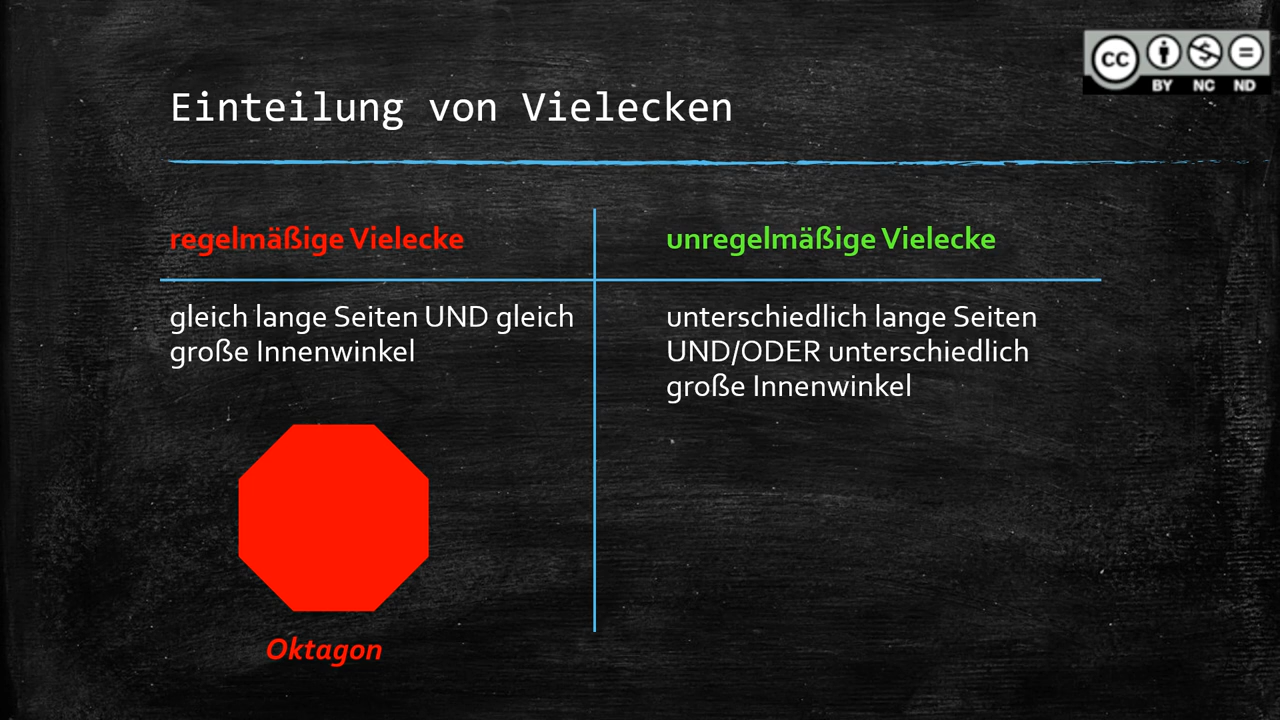 CC BY NC ND
Einteilung von Vielecken
regelmäßige Vielecke
unregelmäßige Vielecke
gleich lange Seiten UND gleich
große Innenwinkel
unterschiedlich lange Seiten
UND/ODER unterschiedlich
große Innenwinkel
Oktagon